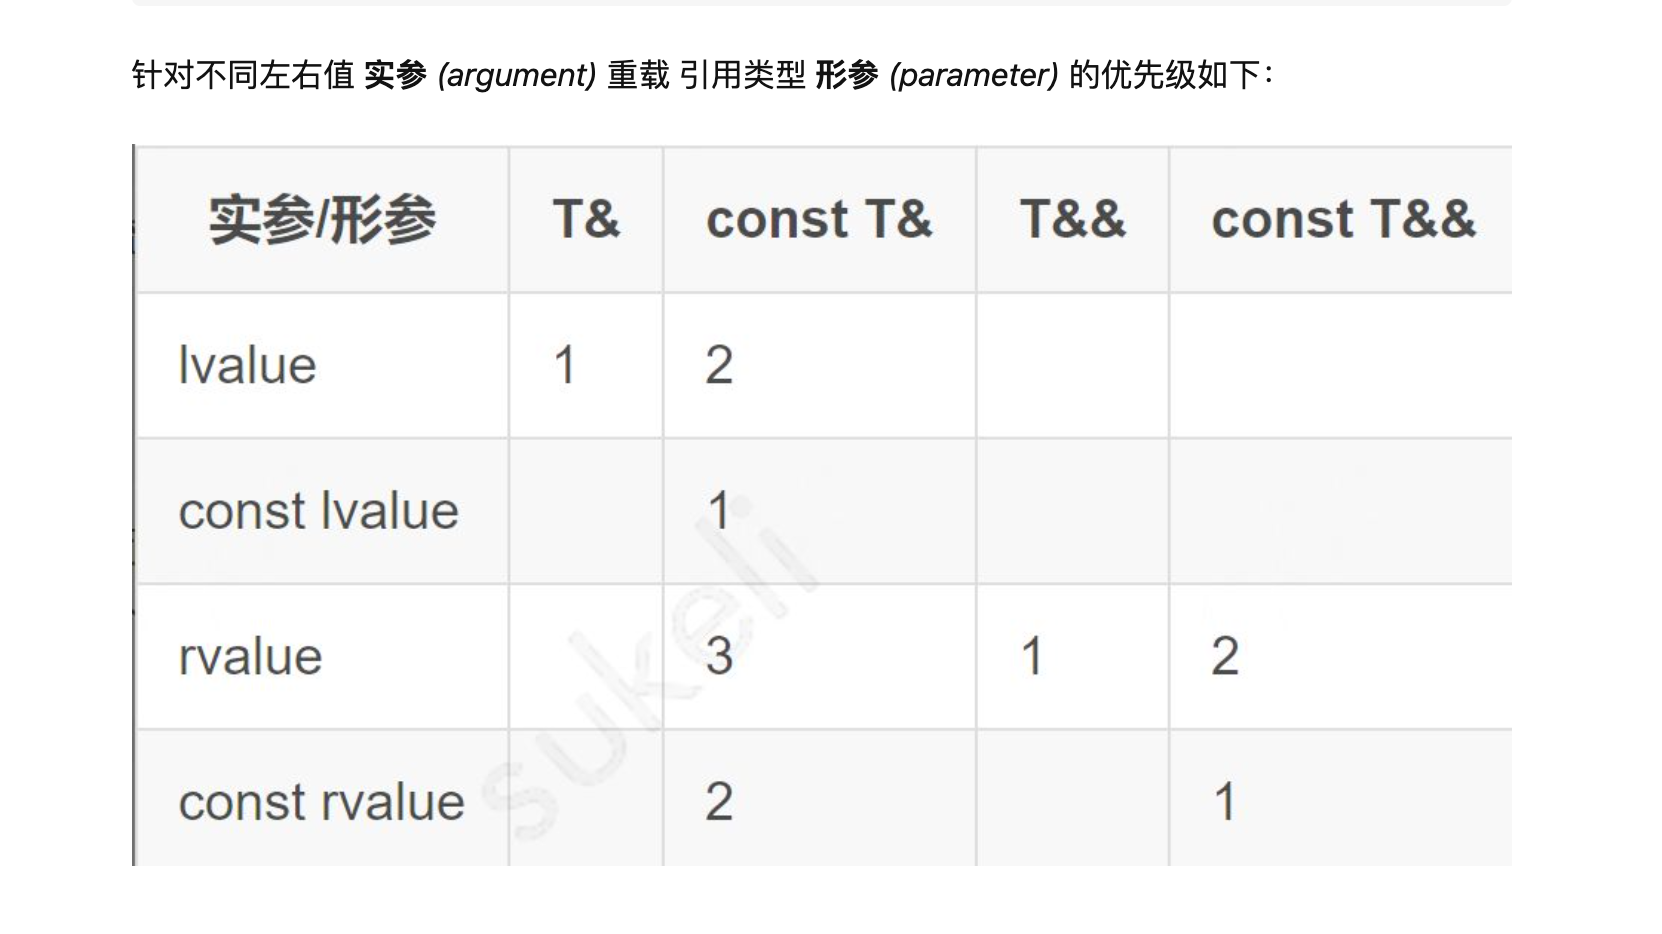 针对不同左右值 实参 (argument) 重载 引用类型 形参 (parameter) 的优先级如下：
实参/形参 T& const T& T&& const T&&
lvalue 1 2
const lvalue 1
rvalue 3 1 2
const rvalue 2 1
sukeli